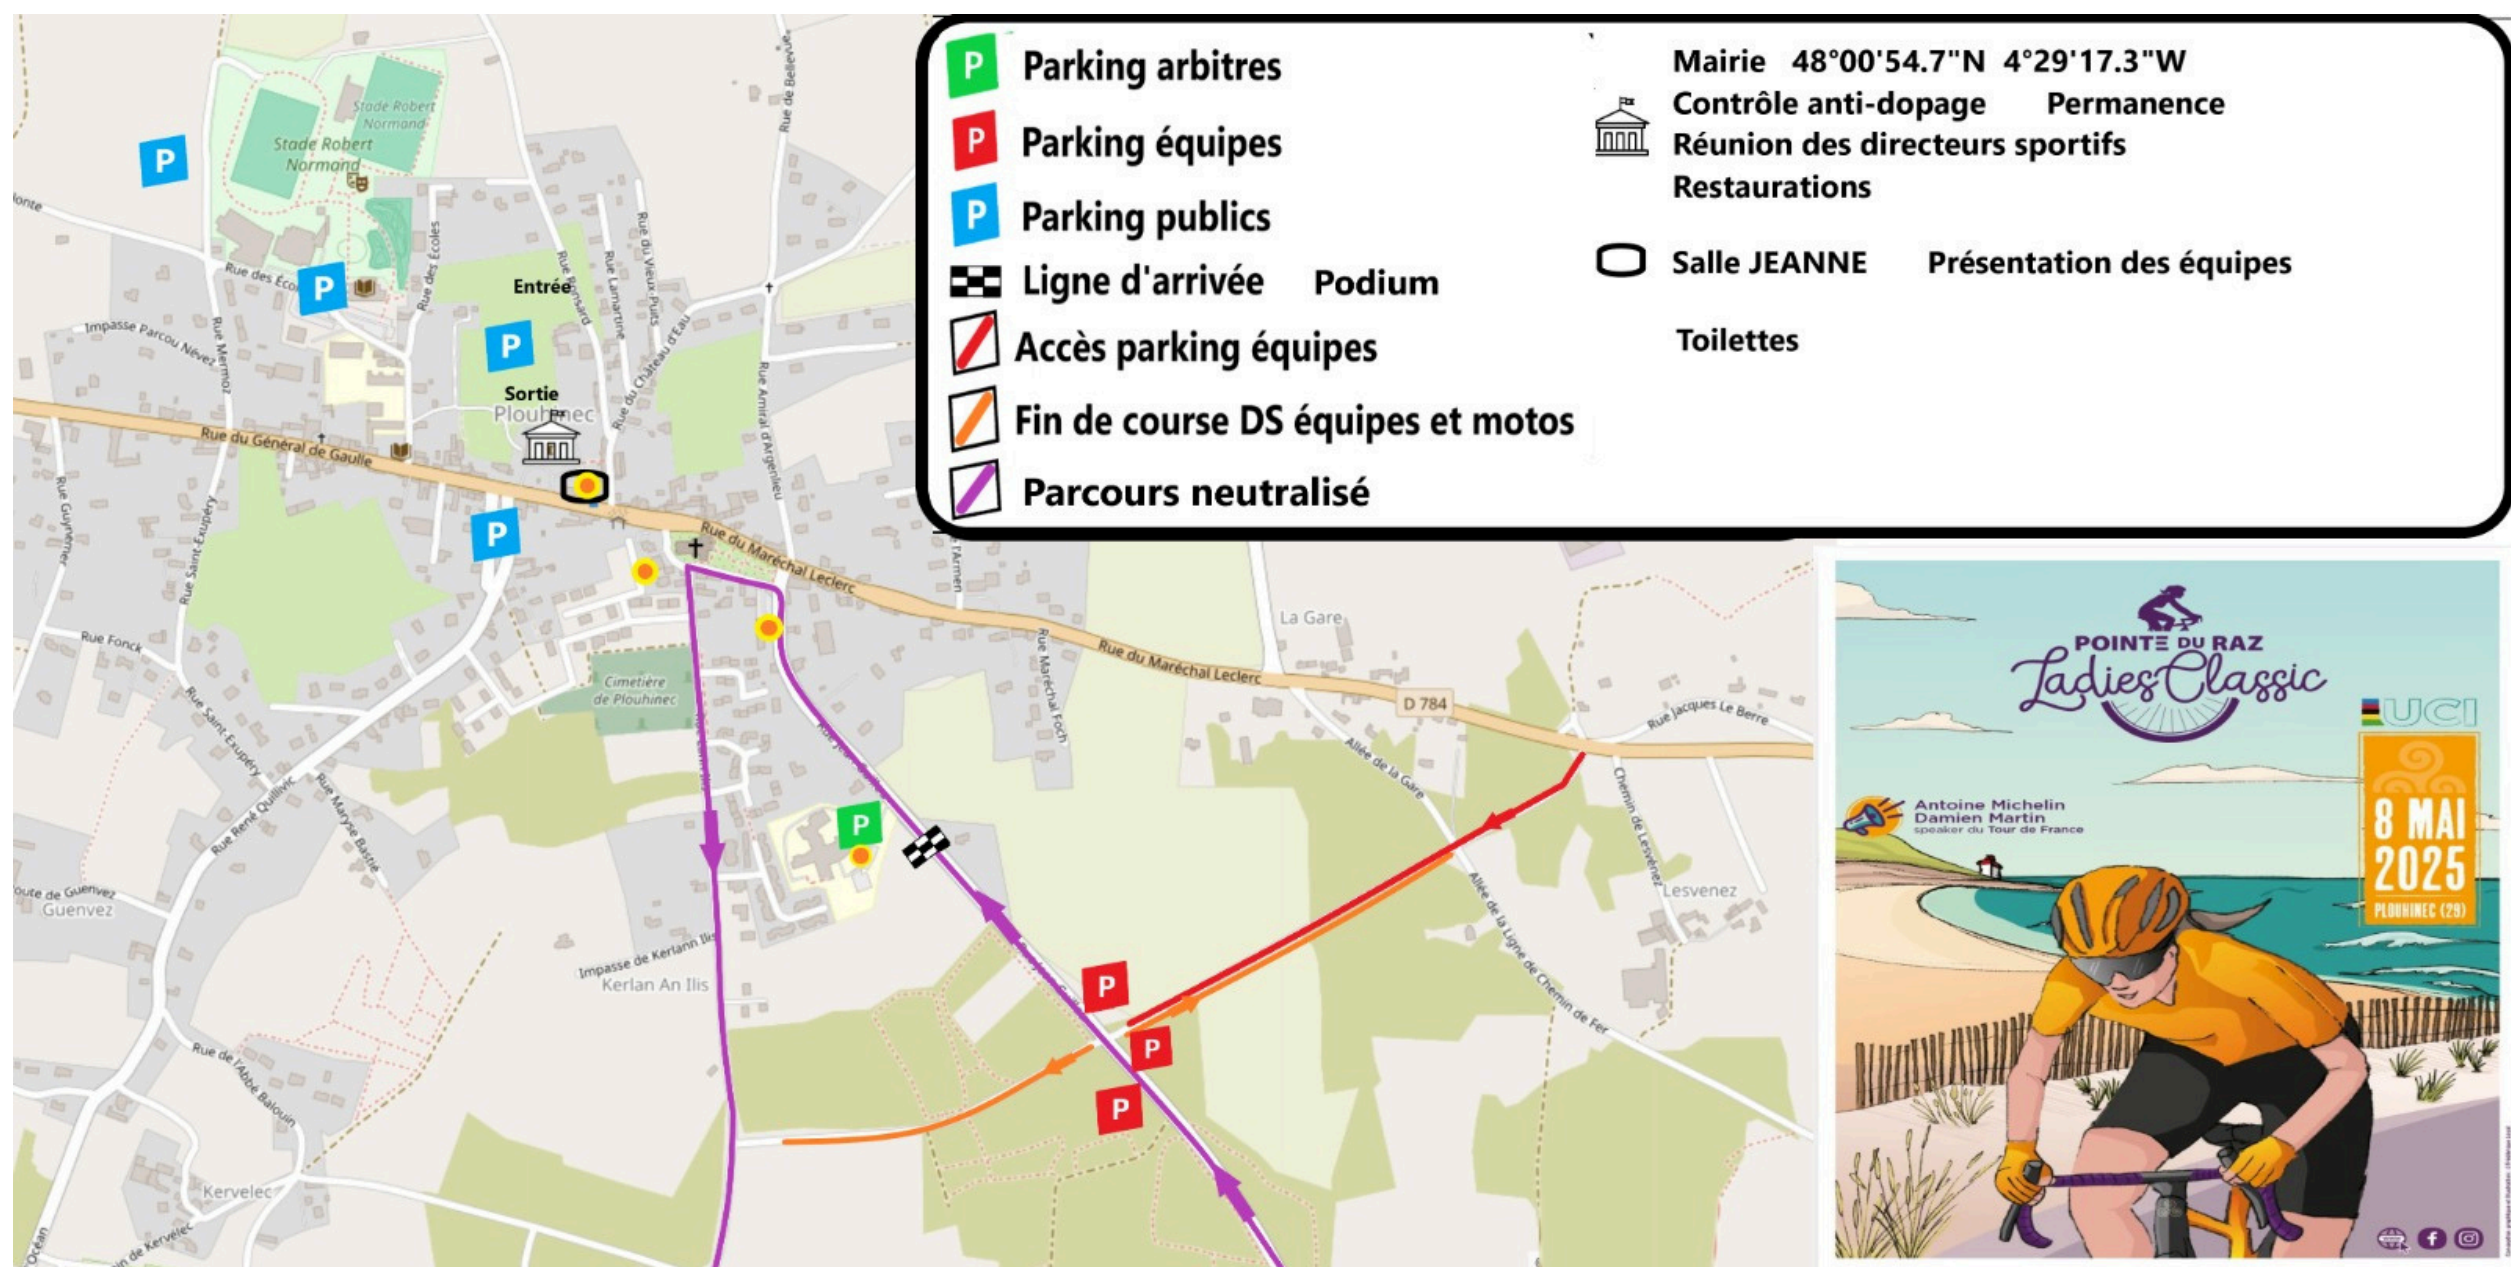 P Parking arbitres
P Parking équipes
P Parking publics
Ligne d'arrivée Podium
Accès parking équipes
Fin de course DS équipes et motos
Parcours neutralisé
Mairie 48°00'54.7"N 4°29'17.3"W
Contrôle anti-dopage Permanence
Réunion des directeurs sportifs
Restaurations
Salle JEANNE Présentation des équipes
Toilettes
Rue de Bellevue
Stade Robert
Normand
Stade Robert
Normand
P
Rue des Éco
P
Rue des Écoles
Entrée
Rue Ronsard
Rue Lamartine
Rue du Vieux-Puits
Impasse Parcou Névez
Rue Mermoz
P
Rue du Château d'Eau
Rue Amiral d'Argenlieu
Sortie
Plouhinec
Rue du Général de Gaulle
Rue Guynemer
Rue Saint-Exupéry
P
Rue du Maréchal Leclerc
l'Armen
La Gare
Rue Fonck
Cimetière
de Plouhinec
Rue Maréchal Foch
Rue du Maréchal Leclerc
D 784
Rue Jacques Le Berre
Rue Saint-Exupéry
Allée de la Gare
Chemin de Lesvénez
Rue René Quillivic
Rue Maryse Bastié
P
Lesvenez
oute de Guenvez
Guenvez
Allée de la Ligne de Chemin de Fer
Impasse de Kerlann Ilis
Kerlan An Ilis
P
P
P
Rue de l'Abbé Balouin
Kervelec
in de Kervélec
Océan
POINTE DU RAZ
Ladies Classic
UCI
Antoine Michelin
Damien Martin
speaker du Tour de France
8 MAI
2025
PLOUHINEC (29)